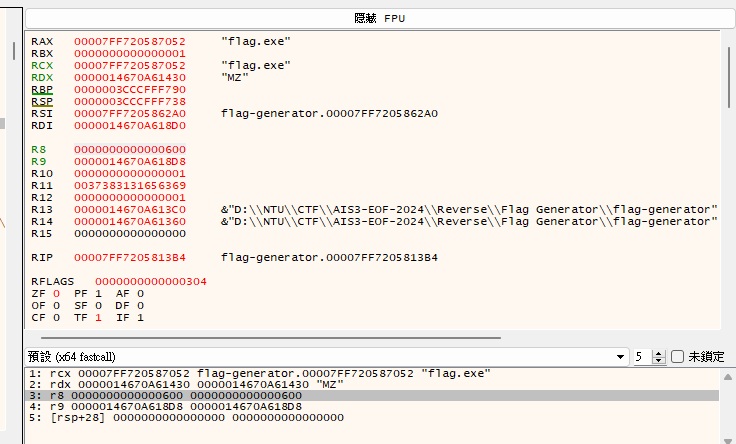 隱藏 FPU
RAX 00007FF720587052 "flag.exe"
RBX 0000000000000001
RCX 00007FF720587052 "flag.exe"
RDX 0000014670A61430 "MZ"
RBP 0000003CCCFFF790
RSP 0000003CCCFFF738
RSI 00007FF7205862A0 flag-generator.00007FF7205862A0
RDI 0000014670A618D0
R8 0000000000000600
R9 0000014670A618D8
R10 0000000000000001
R11 0037383131656369
R12 0000000000000001
R13 0000014670A613C0 &"D:\\NTU\\CTF\\AIS3-EOF-2024\\Reverse\\Flag Generator\\flag-generator"
R14 0000014670A61360 &"D:\\NTU\\CTF\\AIS3-EOF-2024\\Reverse\\Flag Generator\\flag-generator"
R15 0000000000000000
RIP 00007FF7205813B4 flag-generator.00007FF7205813B4
RFLAGS 0000000000000304
ZF 0 PF 1 AF 0
OF 0 SF 0 DF 0
CF 0 TF 1 IF 1
預設 (x64 fastcall) 5 未鎖定
1: rcx 00007FF720587052 flag-generator.00007FF720587052 "flag.exe"
2: rdx 0000014670A61430 0000014670A61430 "MZ"
3: r8 0000000000000600 0000000000000600
4: r9 0000014670A618D8 0000014670A618D8
5: [rsp+28] 0000000000000000 0000000000000000